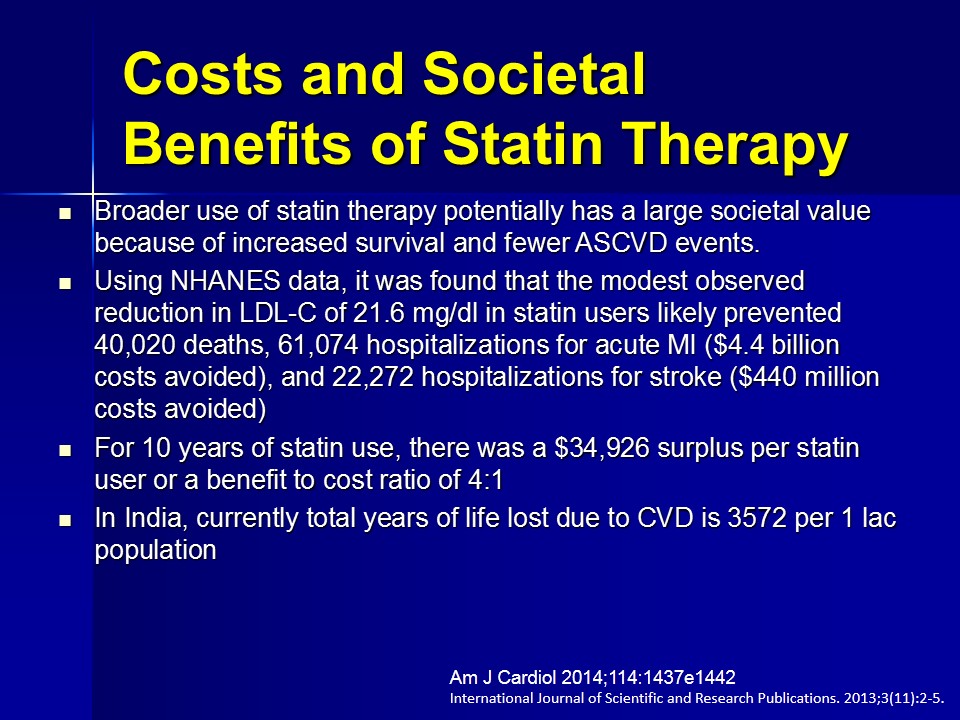 Costs and Societal
Benefits of Statin Therapy
Broader use of statin therapy potentially has a large societal value
because of increased survival and fewer ASCVD events.
Using NHANES data, it was found that the modest observed
reduction in LDL-C of 21.6 mg/dl in statin users likely prevented
40,020 deaths, 61,074 hospitalizations for acute MI ($4.4 billion
costs avoided), and 22,272 hospitalizations for stroke ($440 million
costs avoided)
For 10 years of statin use, there was a $34,926 surplus per statin
user or a benefit to cost ratio of 4:1
In India, currently total years of life lost due to CVD is 3572 per 1 lac
population
Am J Cardiol 2014;114:1437e1442
International Journal of Scientific and Research Publications. 2013;3(11):2-5.